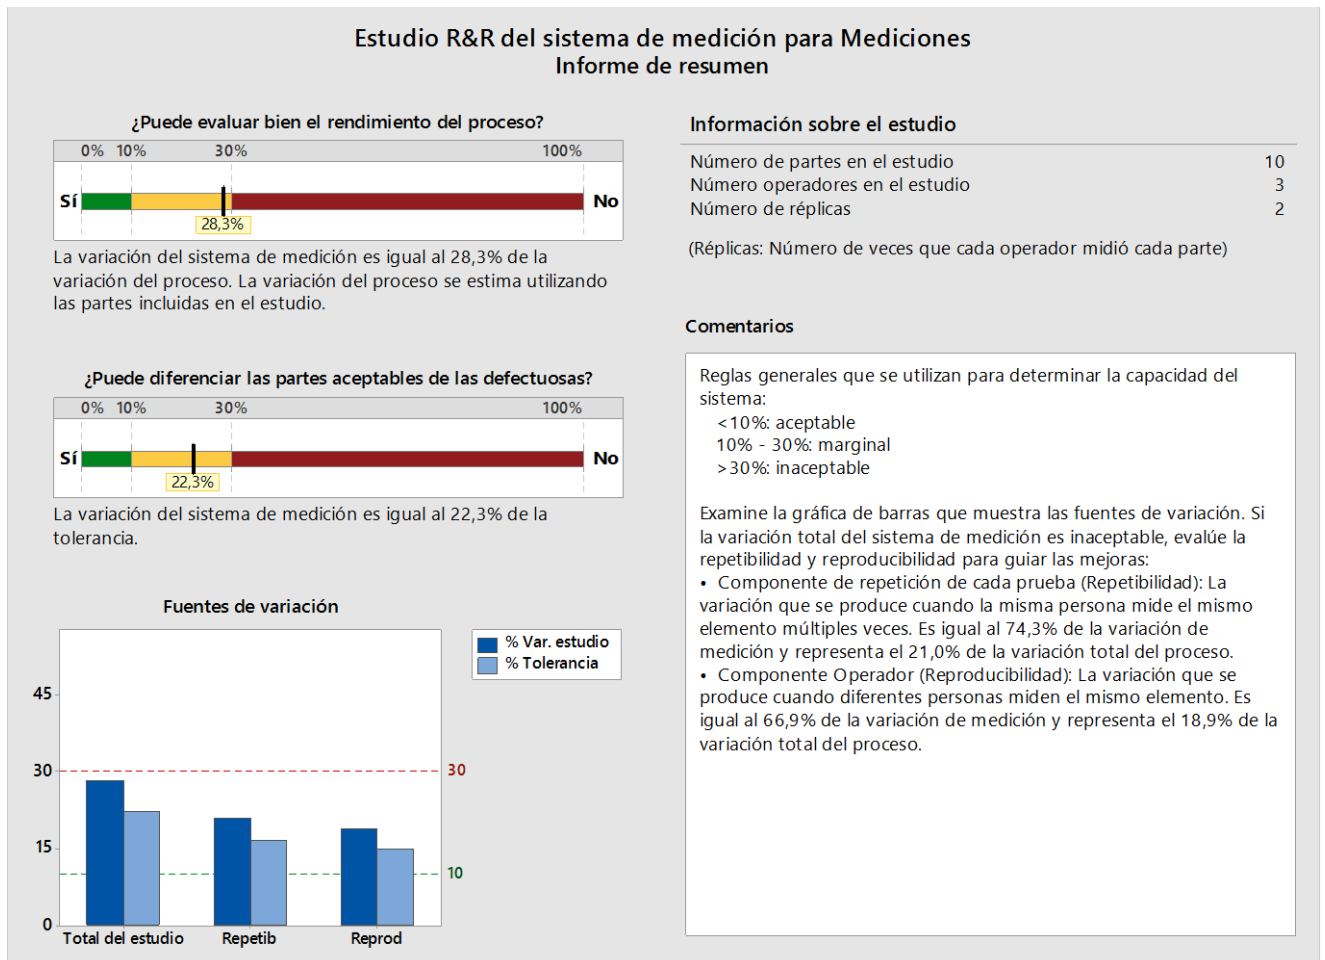 Estudio R&R del sistema de medición para Mediciones
Informe de resumen
¿Puede evaluar bien el rendimiento del proceso?
0% 10% 30% 100%
Sí No
28,3%
La variación del sistema de medición es igual al 28,3% de la
variación del proceso. La variación del proceso se estima utilizando
las partes incluidas en el estudio.
¿Puede diferenciar las partes aceptables de las defectuosas?
0% 10% 30% 100%
Sí No
22,3%
La variación del sistema de medición es igual al 22,3% de la
tolerancia.
Fuentes de variación
% Var. estudio
% Tolerancia
45
30 30
15
10
0
Total del estudio Repetib Reprod
Información sobre el estudio
Número de partes en el estudio 10
Número operadores en el estudio 3
Número de réplicas 2
(Réplicas: Número de veces que cada operador midió cada parte)
Comentarios
Reglas generales que se utilizan para determinar la capacidad del
sistema:
<10%: aceptable
10% - 30%: marginal
>30%: inaceptable
Examine la gráfica de barras que muestra las fuentes de variación. Si
la variación total del sistema de medición es inaceptable, evalúe la
repetibilidad y reproducibilidad para guiar las mejoras:
• Componente de repetición de cada prueba (Repetibilidad): La
variación que se produce cuando la misma persona mide el mismo
elemento múltiples veces. Es igual al 74,3% de la variación de
medición y representa el 21,0% de la variación total del proceso.
• Componente Operador (Reproducibilidad): La variación que se
produce cuando diferentes personas miden el mismo elemento. Es
igual al 66,9% de la variación de medición y representa el 18,9% de la
variación total del proceso.